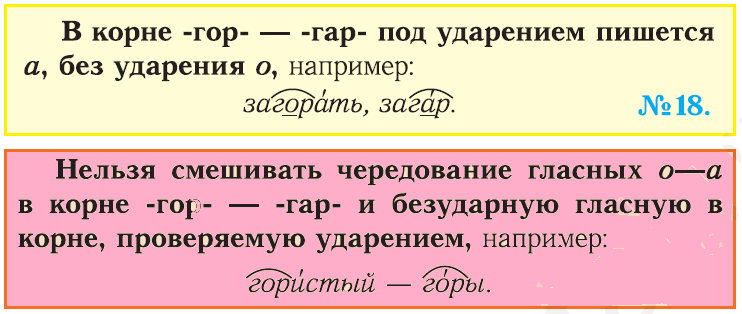 В корне -гор- — -гар- под ударением пишется
а, без ударения о, например:
загора́ть, зага́р. №18.
Нельзя смешивать чередование гласных о—а
в корне -гор- — -гар- и безударную гласную в
корне, проверяемую ударением, например:
гори́стый — го́ры.